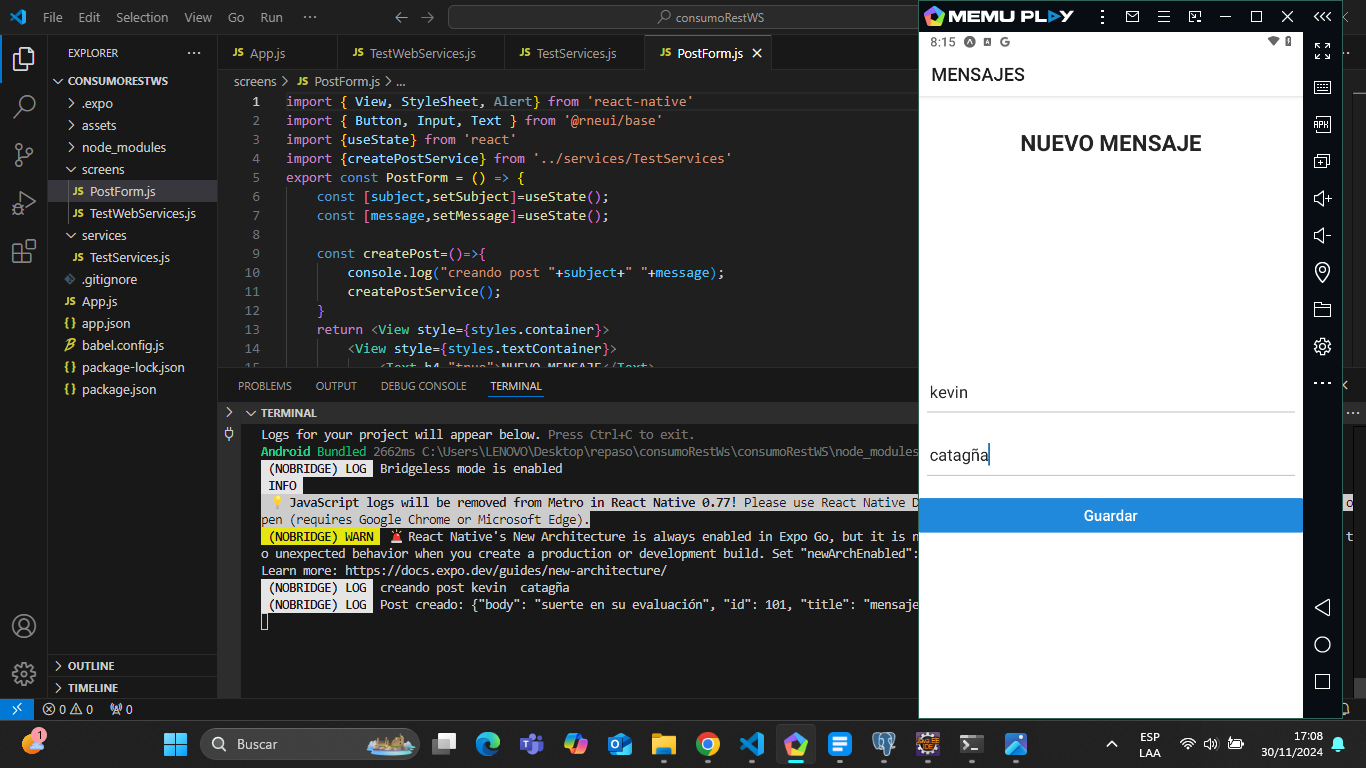 File Edit Selection View Go Run ··· consumoRestWS
EXPLORER ···
CONSUMORESTWS
.expo
assets
node_modules
screens
JS PostForm.js
JS TestWebServices.js
services
JS TestServices.js
.gitignore
JS App.js
{} app.json
babel.config.js
{} package-lock.json
{} package.json
OUTLINE
TIMELINE
JS App.js JS TestWebServices.js JS TestServices.js JS PostForm.js
screens > JS PostForm.js > ...
1 import { View, StyleSheet, Alert} from 'react-native'
2 import { Button, Input, Text } from '@rneui/base'
3 import {useState} from 'react'
4 import {createPostService} from '../services/TestServices'
5 export const PostForm = () => {
6 const [subject,setSubject]=useState();
7 const [message,setMessage]=useState();
8
9 const createPost=()=>{
10 console.log("creando post "+subject+" "+message);
11 createPostService();
12 }
13 return <View style={styles.container}>
14 <View style={styles.textContainer}>
15 <Text h4 "true">NUEVO MENSAJE</Text>
PROBLEMS OUTPUT DEBUG CONSOLE TERMINAL
TERMINAL
Logs for your project will appear below. Press Ctrl+C to exit.
Android Bundled 2662ms C:\Users\LENOVO\Desktop\repaso\consumoRestWs\consumoRestWS\node_modules
(NOBRIDGE) LOG Bridgeless mode is enabled
INFO
💡 JavaScript logs will be removed from Metro in React Native 0.77! Please use React Native D o
pen (requires Google Chrome or Microsoft Edge).
(NOBRIDGE) WARN 🚨 React Native's New Architecture is always enabled in Expo Go, but it is n t
o unexpected behavior when you create a production or development build. Set "newArchEnabled":
Learn more: https://docs.expo.dev/guides/new-architecture/
(NOBRIDGE) LOG creando post kevin  catagña
(NOBRIDGE) LOG Post creado: {"body": "suerte en su evaluación", "id": 101, "title": "mensaje
0 0 0
MEMU PLAY
8:15
MENSAJES
NUEVO MENSAJE
kevin
catagña
Guardar
APK
1
Buscar
ESP
LAA
17:08
30/11/2024